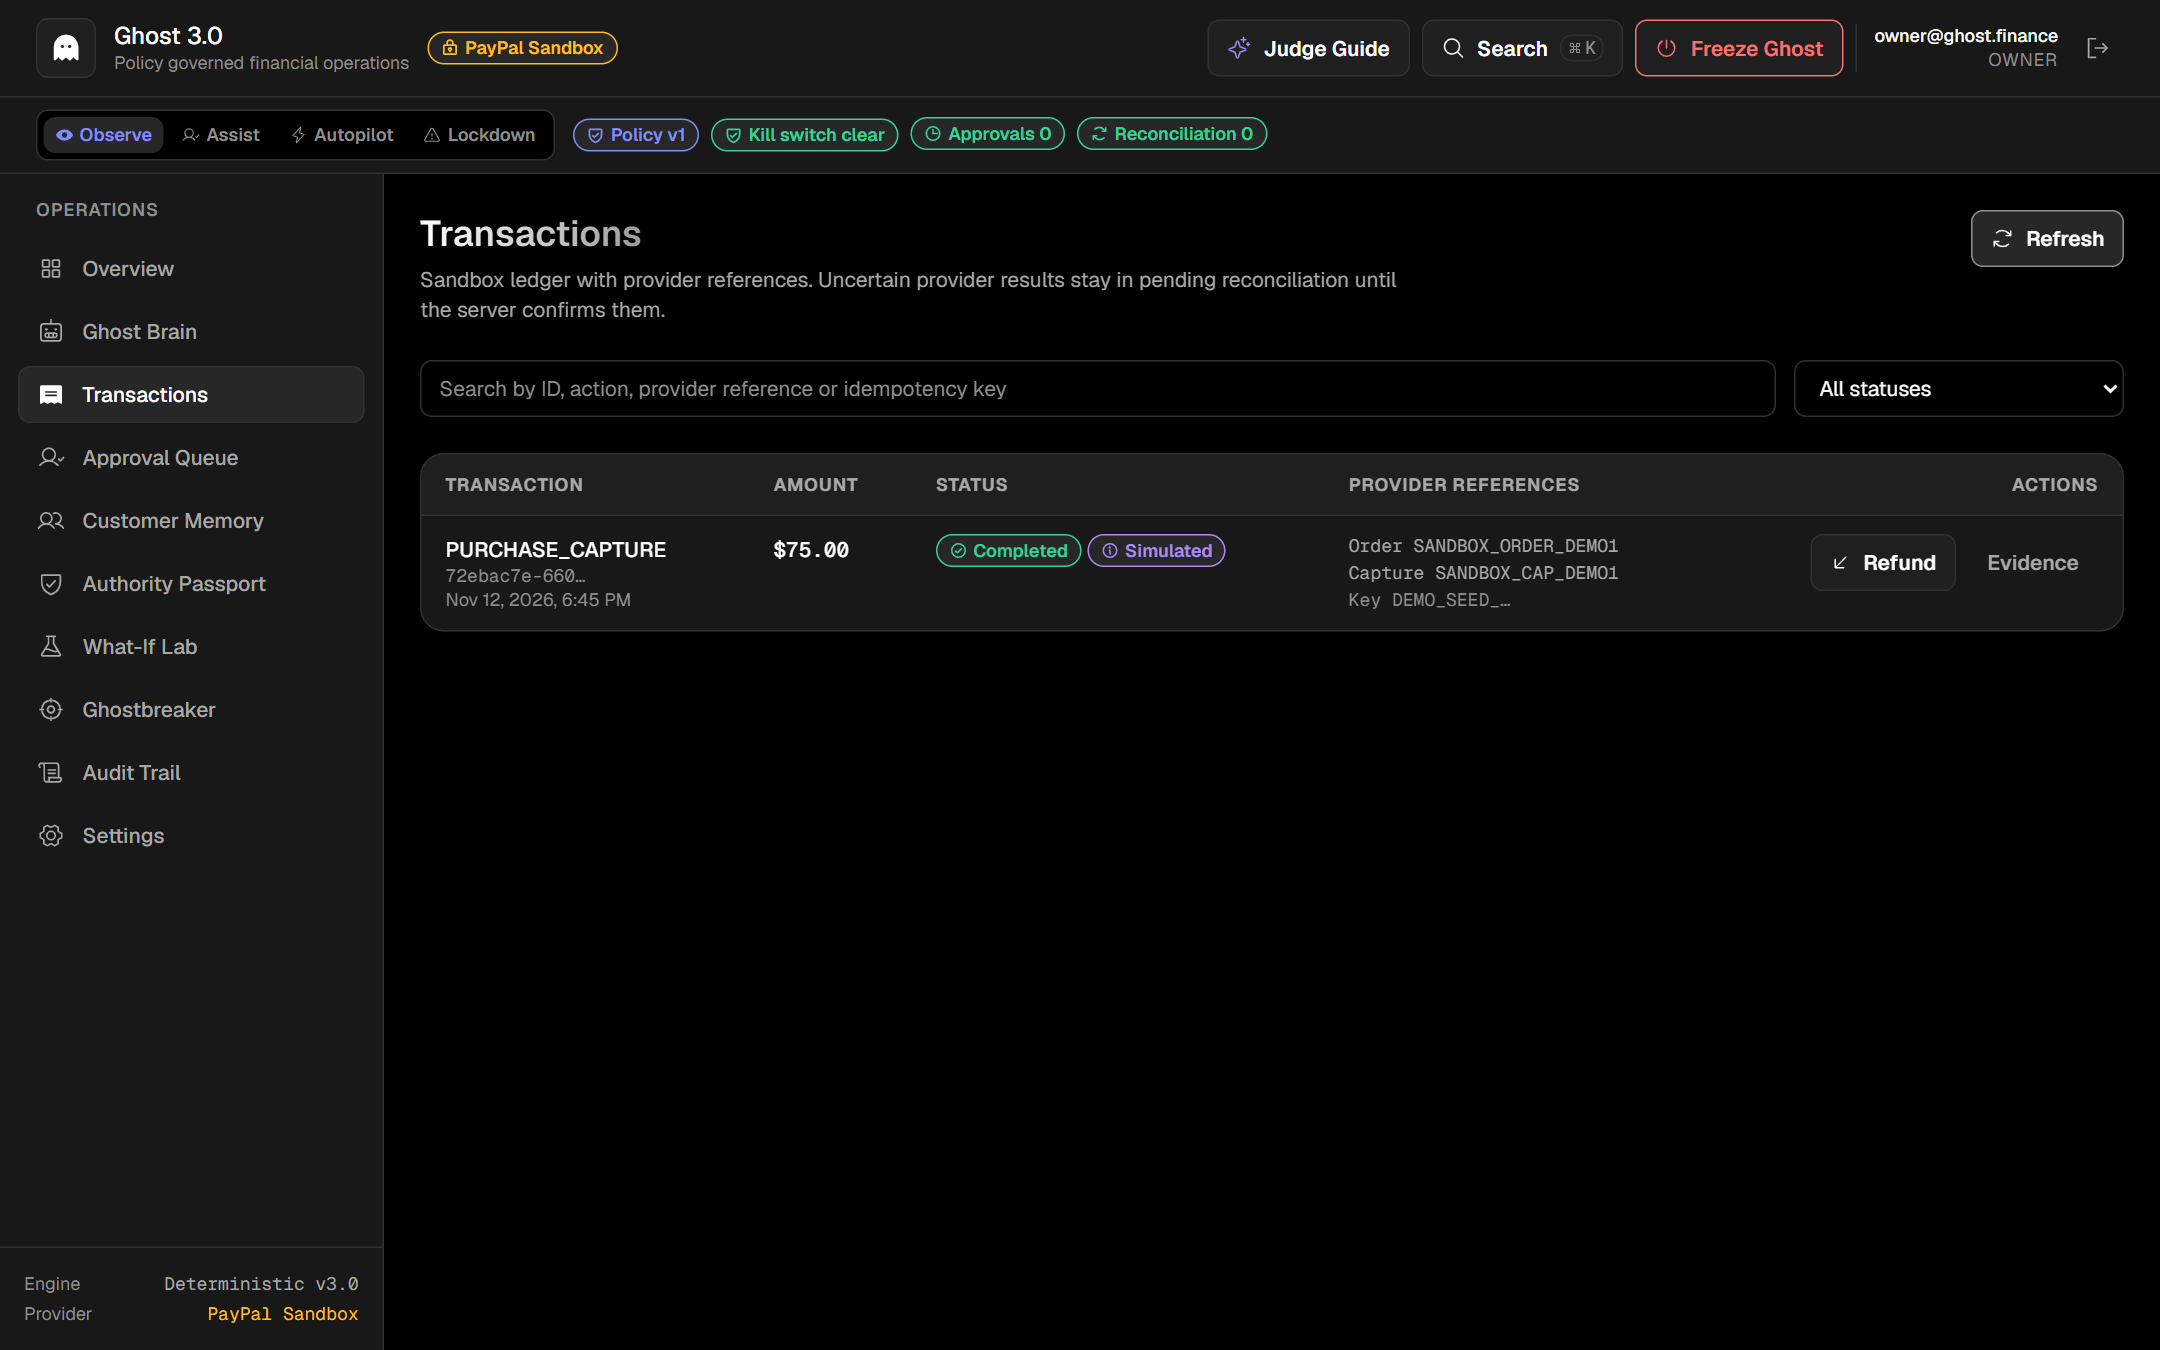 Ghost 3.0
Policy governed financial operations
PayPal Sandbox
Judge Guide
Search ⌘ K
Freeze Ghost
owner@ghost.finance
OWNER
Observe
Assist
Autopilot
Lockdown
Policy v1
Kill switch clear
Approvals 0
Reconciliation 0
OPERATIONS
Overview
Ghost Brain
Transactions
Approval Queue
Customer Memory
Authority Passport
What-If Lab
Ghostbreaker
Audit Trail
Settings
Engine Deterministic v3.0
Provider PayPal Sandbox
Transactions
Refresh
Sandbox ledger with provider references. Uncertain provider results stay in pending reconciliation until
the server confirms them.
Search by ID, action, provider reference or idempotency key
All statuses
TRANSACTION AMOUNT STATUS PROVIDER REFERENCES ACTIONS
PURCHASE_CAPTURE
72ebac7e-660…
Nov 12, 2026, 6:45 PM
$75.00
Completed
Simulated
Order SANDBOX_ORDER_DEMO1
Capture SANDBOX_CAP_DEMO1
Key DEMO_SEED_…
Refund
Evidence